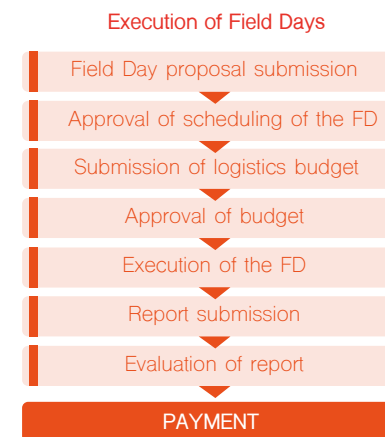 Execution of Field Days
Field Day proposal submission
Approval of scheduling of the FD
Submission of logistics budget
Approval of budget
Execution of the FD
Report submission
Evaluation of report
PAYMENT